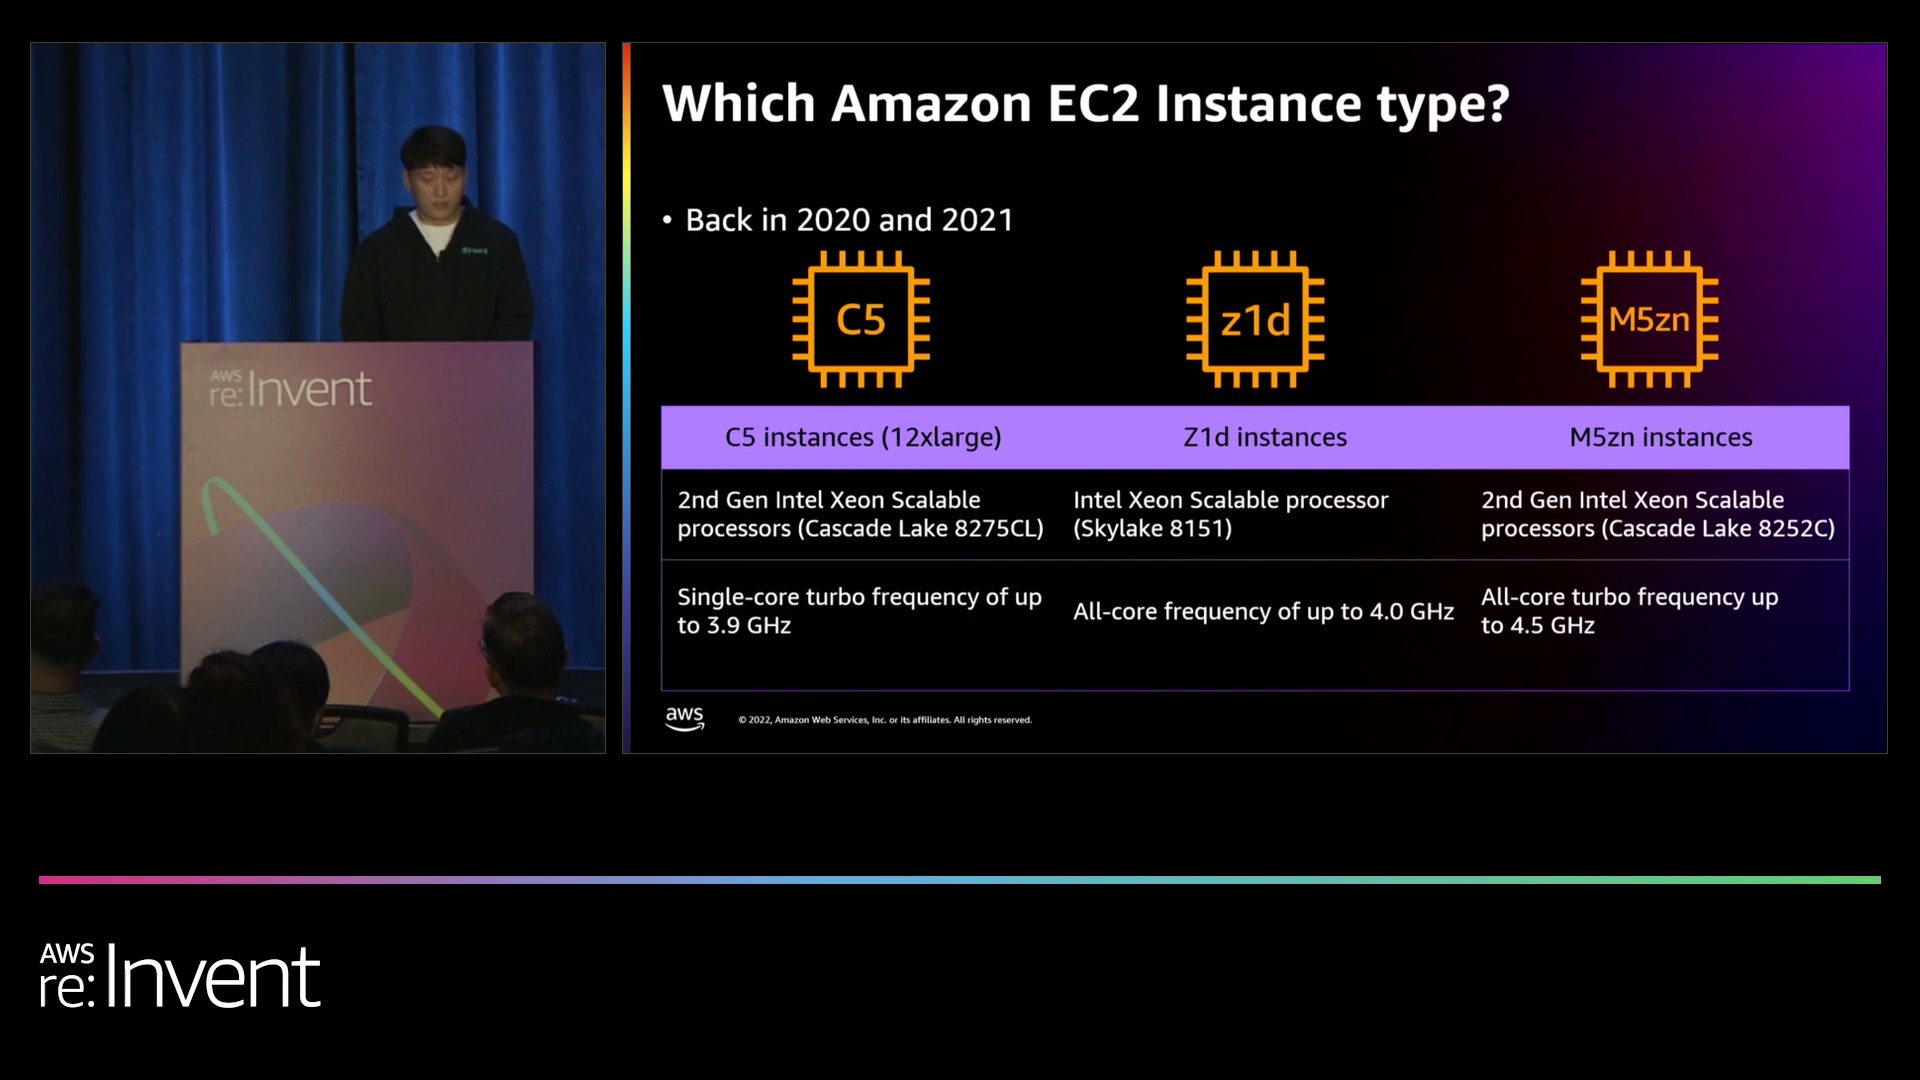 Which Amazon EC2 Instance type?
• Back in 2020 and 2021
C5
z1d
M5zn
C5 instances (12xlarge)
Z1d instances
M5zn instances
2nd Gen Intel Xeon Scalable
processors (Cascade Lake 8275CL)
Intel Xeon Scalable processor
(Skylake 8151)
2nd Gen Intel Xeon Scalable
processors (Cascade Lake 8252C)
Single-core turbo frequency of up
to 3.9 GHz
All-core frequency of up to 4.0 GHz
All-core turbo frequency up
to 4.5 GHz
aws
© 2022, Amazon Web Services, Inc. or its affiliates. All rights reserved.
AWS
re:Invent
AWS
re:Invent